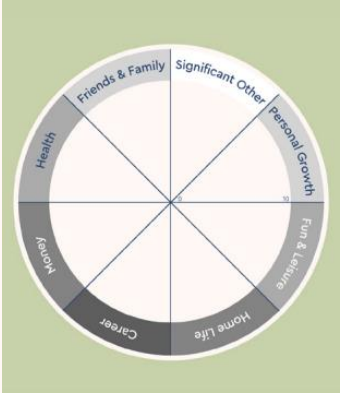 Significant Other
Personal Growth
Fun & Leisure
Home Life
Career
Money
Health
Friends & Family
0
10